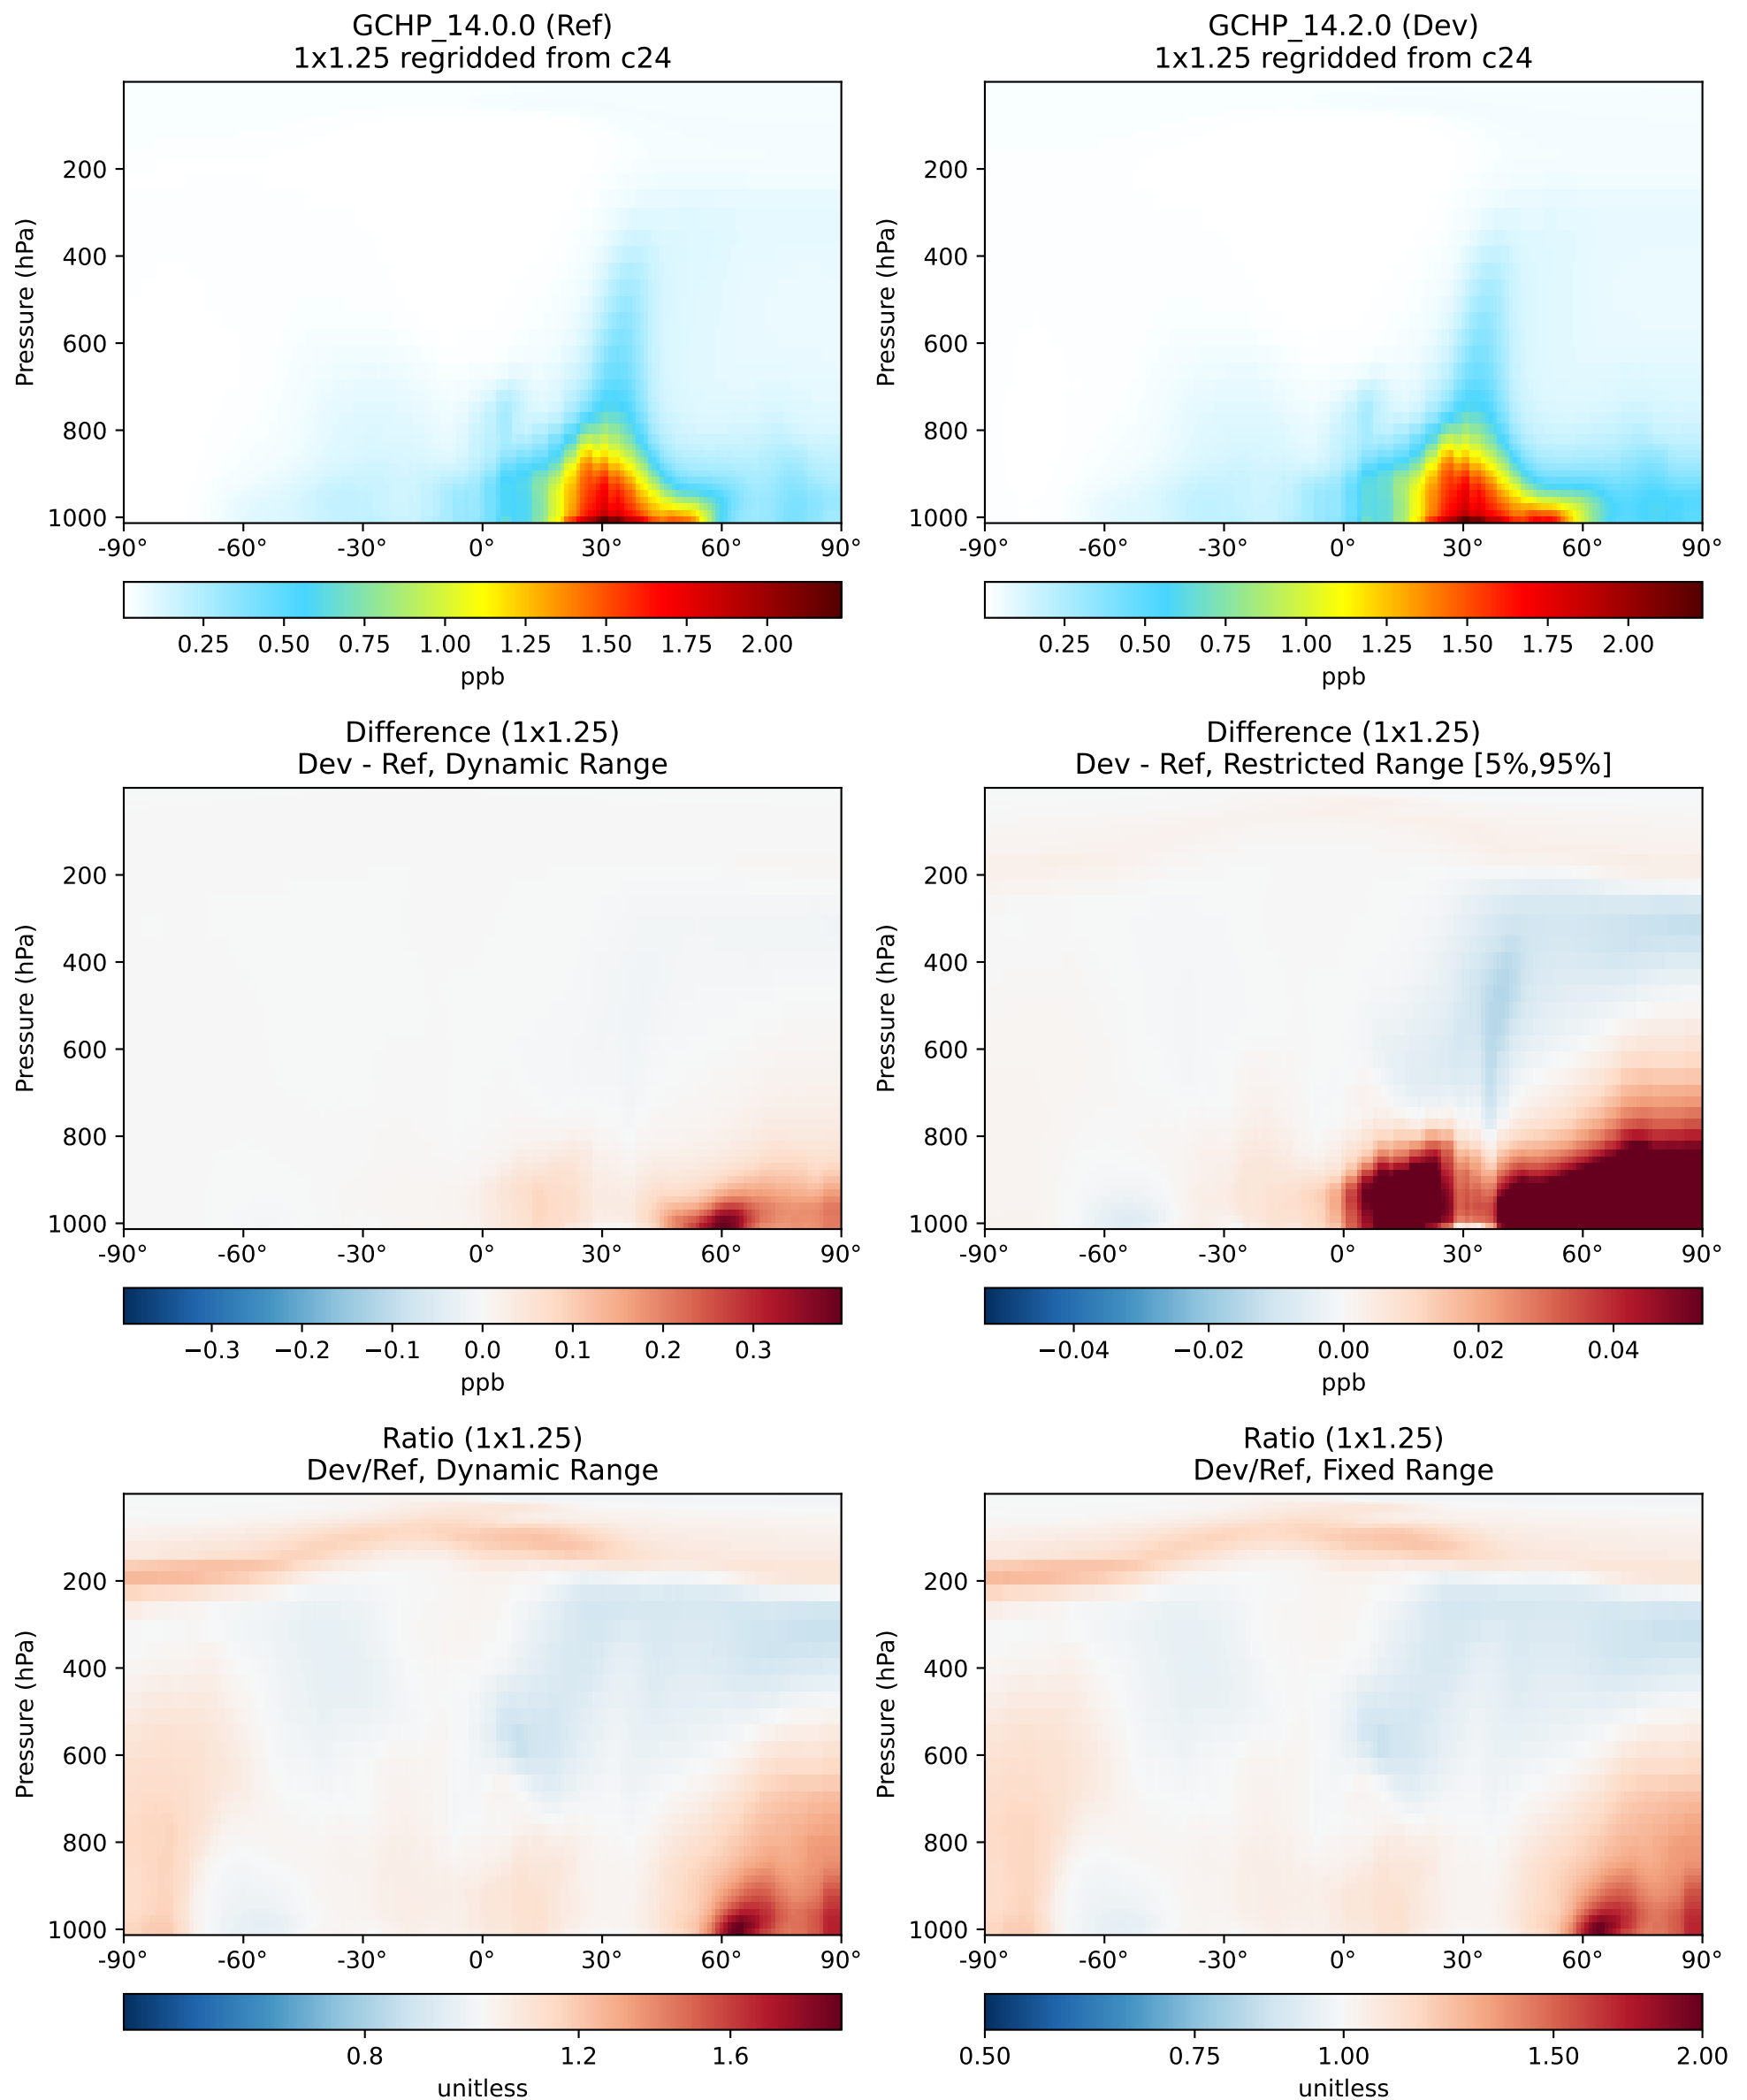 GCHP_14.0.0 (Ref)
1x1.25 regridded from c24
Pressure (hPa)
200
400
600
800
1000
-90° -60° -30° 0° 30° 60° 90°
0.25 0.50 0.75 1.00 1.25 1.50 1.75 2.00
ppb
GCHP_14.2.0 (Dev)
1x1.25 regridded from c24
Pressure (hPa)
200
400
600
800
1000
-90° -60° -30° 0° 30° 60° 90°
0.25 0.50 0.75 1.00 1.25 1.50 1.75 2.00
ppb
Difference (1x1.25)
Dev - Ref, Dynamic Range
Pressure (hPa)
200
400
600
800
1000
-90° -60° -30° 0° 30° 60° 90°
−0.3 −0.2 −0.1 0.0 0.1 0.2 0.3
ppb
Difference (1x1.25)
Dev - Ref, Restricted Range [5%,95%]
Pressure (hPa)
200
400
600
800
1000
-90° -60° -30° 0° 30° 60° 90°
−0.04 −0.02 0.00 0.02 0.04
ppb
Ratio (1x1.25)
Dev/Ref, Dynamic Range
Pressure (hPa)
200
400
600
800
1000
-90° -60° -30° 0° 30° 60° 90°
0.8 1.2 1.6
unitless
Ratio (1x1.25)
Dev/Ref, Fixed Range
Pressure (hPa)
200
400
600
800
1000
-90° -60° -30° 0° 30° 60° 90°
0.50 0.75 1.00 1.50 2.00
unitless